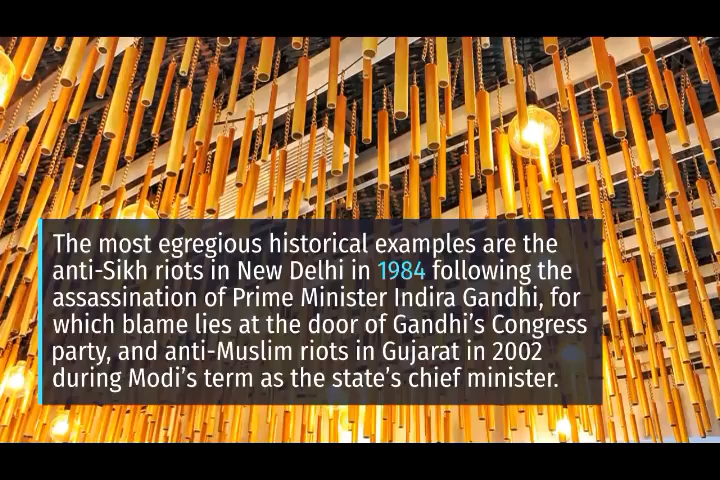 The most egregious historical examples are the
anti-Sikh riots in New Delhi in 1984 following the
assassination of Prime Minister Indira Gandhi, for
which blame lies at the door of Gandhi's Congress
party, and anti-Muslim riots in Gujarat in 2002
during Modi's term as the state's chief minister.